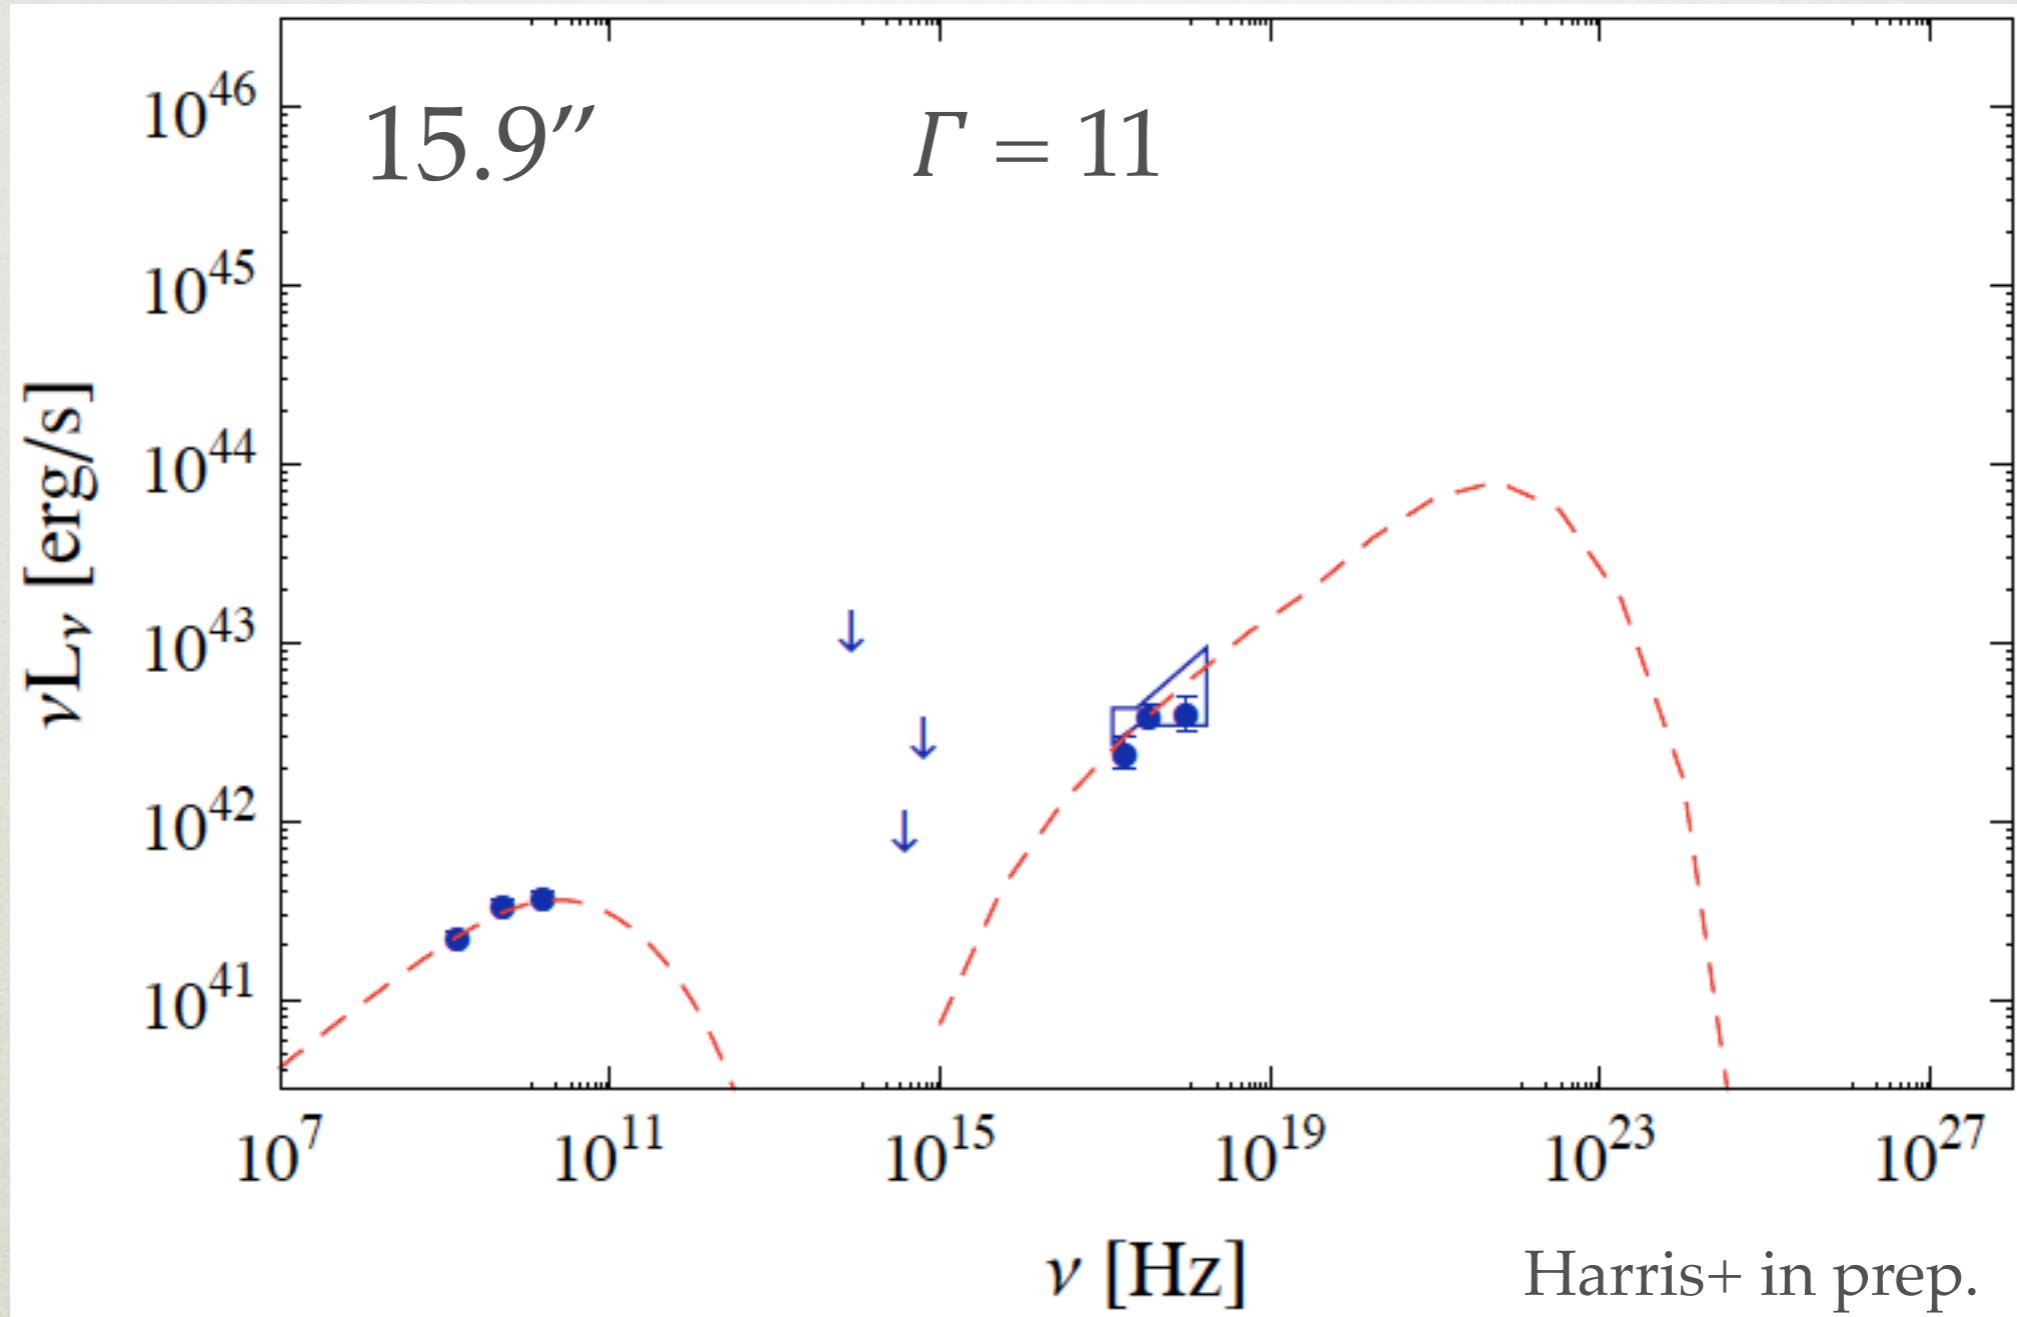 15.9″ Γ = 11
10^46
10^45
10^44
10^43
10^42
10^41
νLν [erg/s]
10^7 10^11 10^15 10^19 10^23 10^27
ν [Hz]
Harris+ in prep.